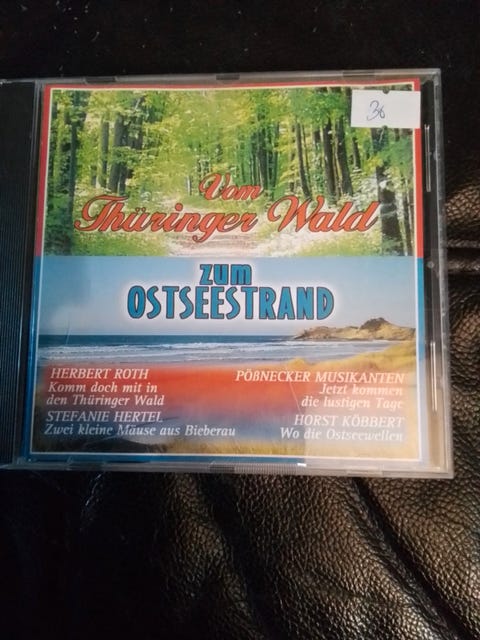 36
Vom
Thüringer Wald
zum
OSTSEESTRAND
HERBERT ROTH
Komm doch mit in
den Thüringer Wald
STEFANIE HERTEL
Zwei kleine Mäuse aus Bieberau
PÖßNECKER MUSIKANTEN
Jetzt kommen
die lustigen Tage
HORST KÖBBERT
Wo die Ostseewellen